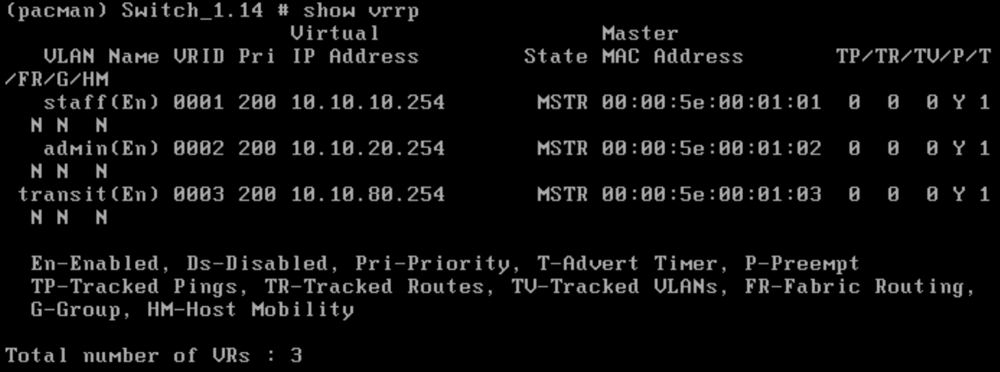 (pacman) Switch_1.14 # show vrrp
                      Virtual                 Master
   VLAN Name VRID Pri IP Address        State MAC Address       TP/TR/TV/P/T
/FR/G/HM
   staff(En) 0001 200 10.10.10.254       MSTR 00:00:5e:00:01:01  0  0  0 Y 1
  N N  N
   admin(En) 0002 200 10.10.20.254       MSTR 00:00:5e:00:01:02  0  0  0 Y 1
  N N  N
 transit(En) 0003 200 10.10.80.254       MSTR 00:00:5e:00:01:03  0  0  0 Y 1
  N N  N
  En-Enabled, Ds-Disabled, Pri-Priority, T-Advert Timer, P-Preempt
  TP-Tracked Pings, TR-Tracked Routes, TV-Tracked VLANs, FR-Fabric Routing,
  G-Group, HM-Host Mobility
Total number of VRs : 3